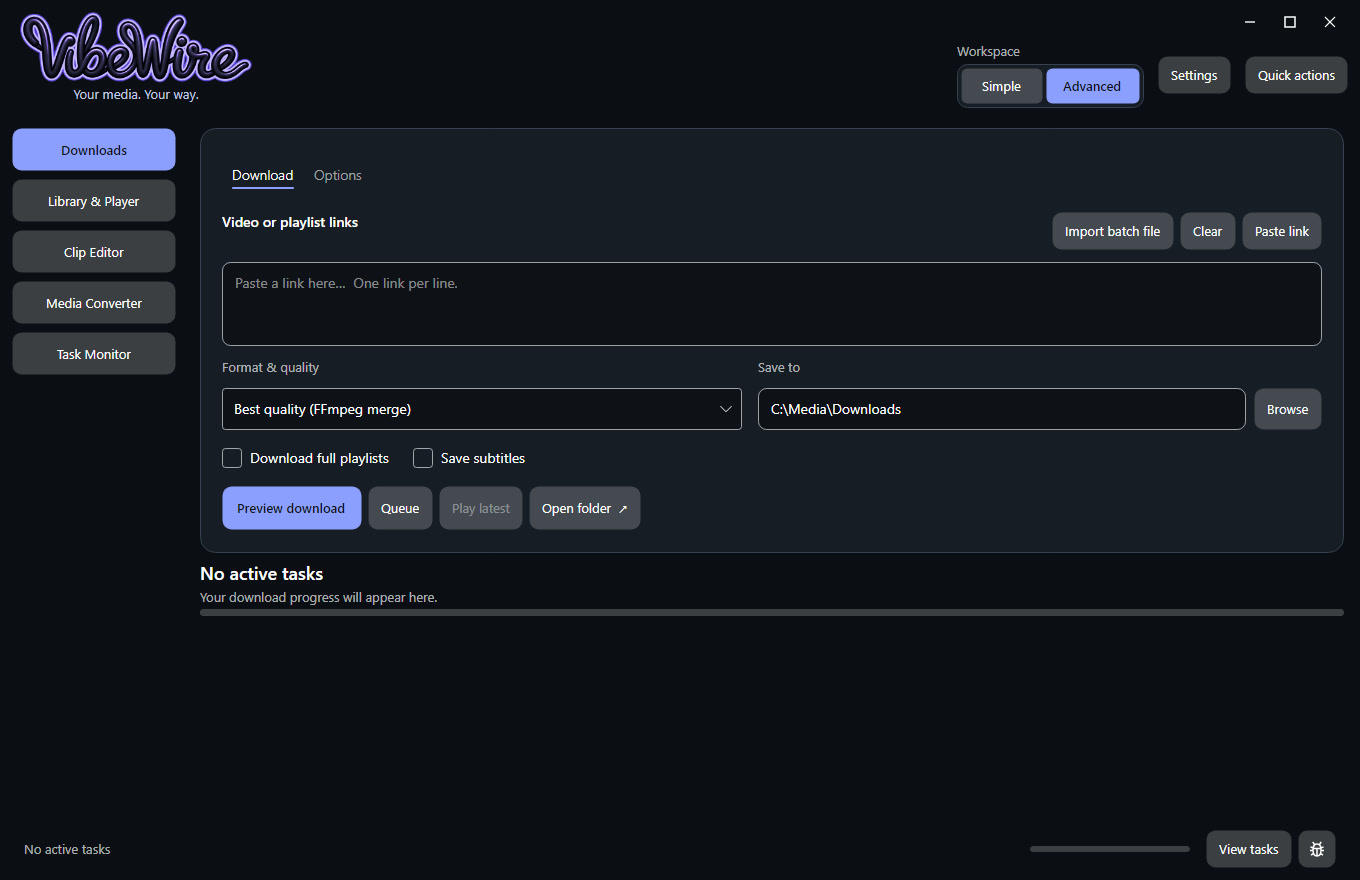 VibeWire
Your media. Your way.
Workspace
Simple
Advanced
Settings
Quick actions
Downloads
Library & Player
Clip Editor
Media Converter
Task Monitor
Download
Options
Video or playlist links
Import batch file
Clear
Paste link
Paste a link here... One link per line.
Format & quality
Save to
Best quality (FFmpeg merge)
C:\Media\Downloads
Browse
Download full playlists
Save subtitles
Preview download
Queue
Play latest
Open folder ↗
No active tasks
Your download progress will appear here.
No active tasks
View tasks